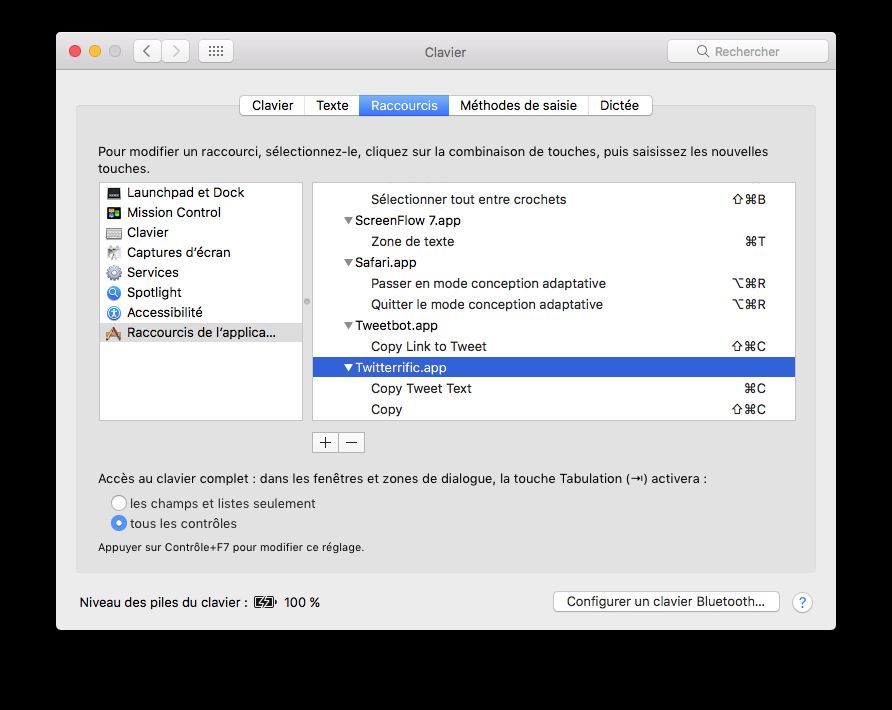 Clavier
Rechercher
Clavier
Texte
Raccourcis
Méthodes de saisie
Dictée
Pour modifier un raccourci, sélectionnez-le, cliquez sur la combinaison de touches, puis saisissez les nouvelles
touches.
Launchpad et Dock
Mission Control
Clavier
Captures d’écran
Services
Spotlight
Accessibilité
Raccourcis de l’applica...
Sélectionner tout entre crochets ⇧⌘B
▼ScreenFlow 7.app
Zone de texte ⌘T
▼Safari.app
Passer en mode conception adaptative ⌥⌘R
Quitter le mode conception adaptative ⌥⌘R
▼Tweetbot.app
Copy Link to Tweet ⇧⌘C
▼Twitterrific.app
Copy Tweet Text ⌘C
Copy ⇧⌘C
+ −
Accès au clavier complet : dans les fenêtres et zones de dialogue, la touche Tabulation (⇥) activera :
les champs et listes seulement
tous les contrôles
Appuyer sur Contrôle+F7 pour modifier ce réglage.
Niveau des piles du clavier : 100 %
Configurer un clavier Bluetooth...
?